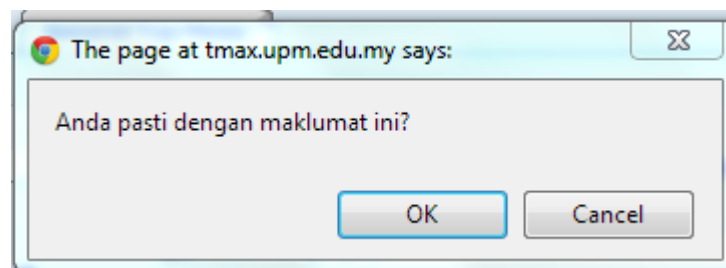 The page at tmax.upm.edu.my says:
Anda pasti dengan maklumat ini?
OK
Cancel